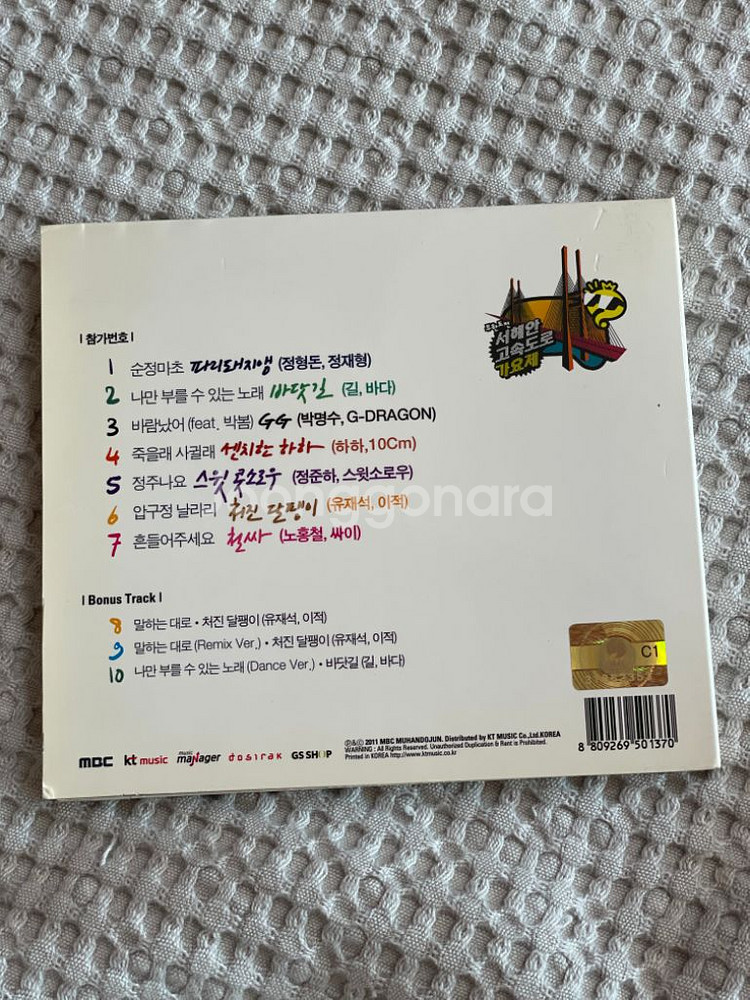 무한도전
서해안
고속도로
가요제
| 참가번호 |
1 순정마초 파리돼지앵 (정형돈, 정재형)
2 나만 부를 수 있는 노래 바닷길 (길, 바다)
3 바람났어 (feat. 박봄) GG (박명수, G-DRAGON)
4 죽을래 사귈래 센치한 하하 (하하,10Cm)
5 정주나요 스윗콧소로우 (정준하, 스윗소로우)
6 압구정 날라리 처진 달팽이 (유재석, 이적)
7 흔들어주세요 철싸 (노홍철, 싸이)
joonggonara
| Bonus Track |
8 말하는 대로 • 처진 달팽이 (유재석, 이적)
9 말하는 대로 (Remix Ver.) • 처진 달팽이 (유재석, 이적)
10 나만 부를 수 있는 노래 (Dance Ver.) • 바닷길 (길, 바다)
C1
MBC kt music music maNager dosirak GS SHOP
℗&© 2011 MBC MUHANDOJUN. Distributed by KT MUSIC Co.,Ltd.KOREA
WARNING : All Rights Reserved. Unauthorized Duplication & Rent is Prohibited.
Printed in KOREA http://www.ktmusic.co.kr
8 809269 501370